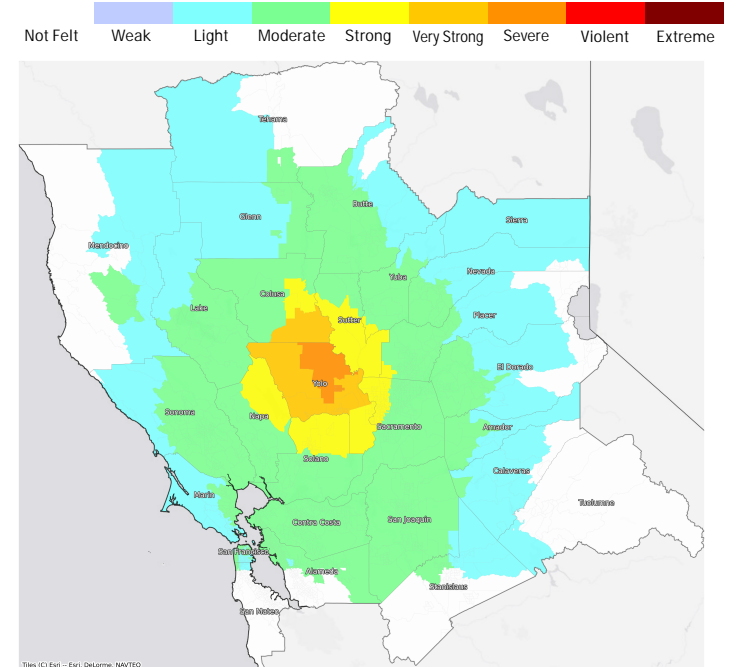 Not Felt Weak Light Moderate Strong Very Strong Severe Violent Extreme
Tehama
Butte
Glenn
Sierra
Mendocino
Nevada
Yuba
Colusa
Lake
Placer
Sutter
El Dorado
Yolo
Sonoma
Napa
Sacramento
Amador
Solano
Calaveras
Marin
Tuolumne
Contra Costa
San Joaquin
San Francisco
Alameda
Stanislaus
San Mateo
Tiles (C) Esri -- Esri, DeLorme, NAVTEQ